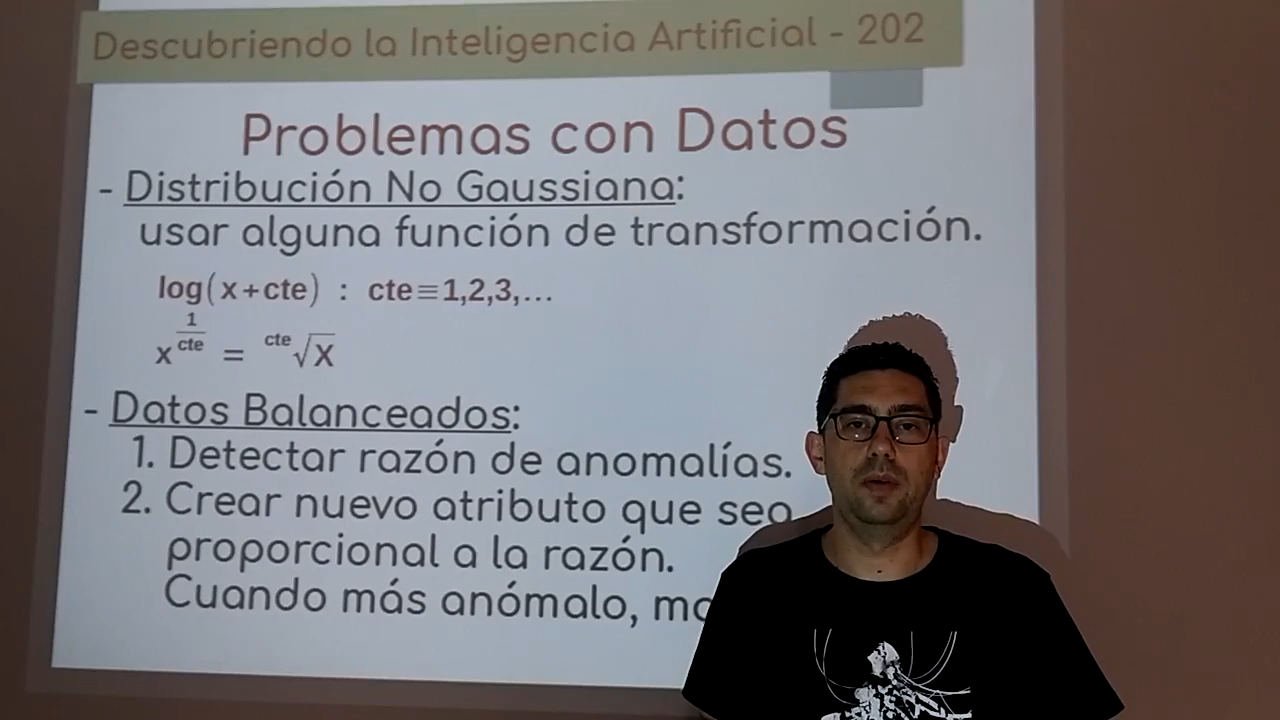 Descubriendo la Inteligencia Artificial - 202
Problemas con Datos
- Distribución No Gaussiana:
usar alguna función de transformación.
log(x+cte) : cte≡1,2,3,...
x^(1/cte) = cte√x
- Datos Balanceados:
1. Detectar razón de anomalías.
2. Crear nuevo atributo que sea
proporcional a la razón.
Cuando más anómalo,